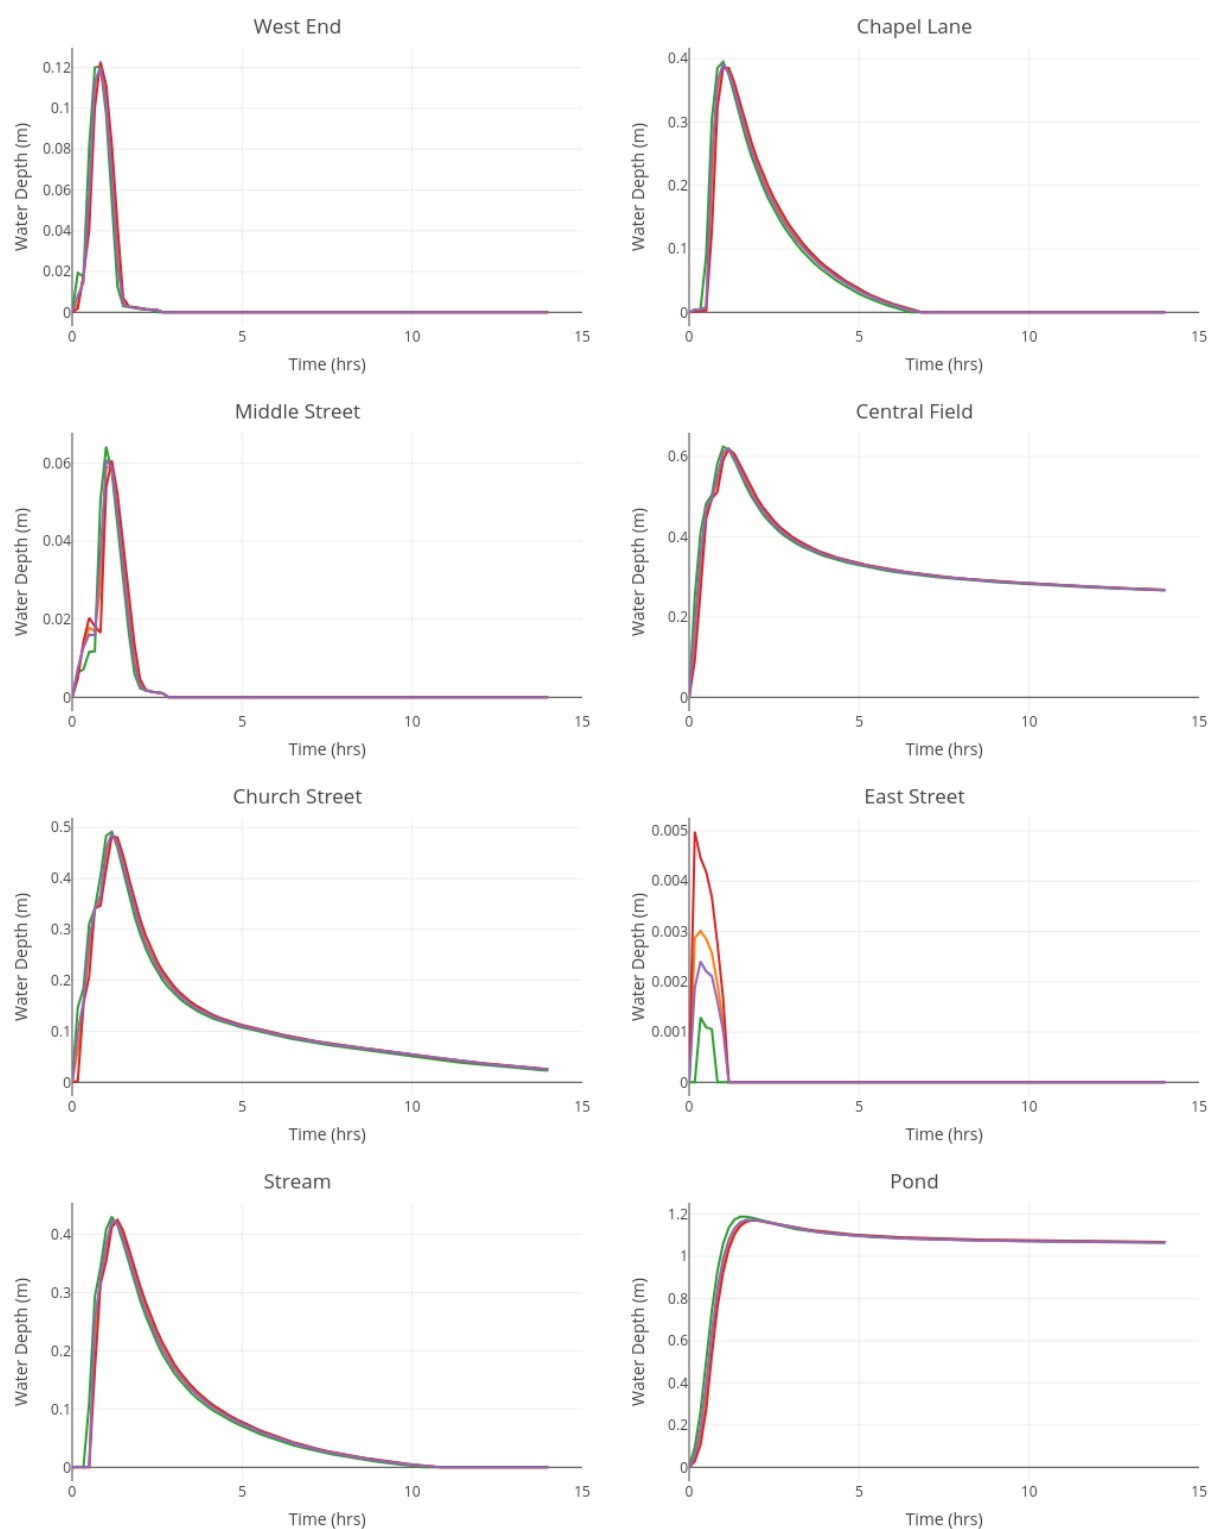 West End
Water Depth (m)
0.12
0.1
0.08
0.06
0.04
0.02
0
0 5 10 15
Time (hrs)
Chapel Lane
Water Depth (m)
0.4
0.3
0.2
0.1
0
0 5 10 15
Time (hrs)
Middle Street
Water Depth (m)
0.06
0.04
0.02
0
0 5 10 15
Time (hrs)
Central Field
Water Depth (m)
0.6
0.4
0.2
0
0 5 10 15
Time (hrs)
Church Street
Water Depth (m)
0.5
0.4
0.3
0.2
0.1
0
0 5 10 15
Time (hrs)
East Street
Water Depth (m)
0.005
0.004
0.003
0.002
0.001
0
0 5 10 15
Time (hrs)
Stream
Water Depth (m)
0.4
0.3
0.2
0.1
0
0 5 10 15
Time (hrs)
Pond
Water Depth (m)
1.2
1
0.8
0.6
0.4
0.2
0
0 5 10 15
Time (hrs)